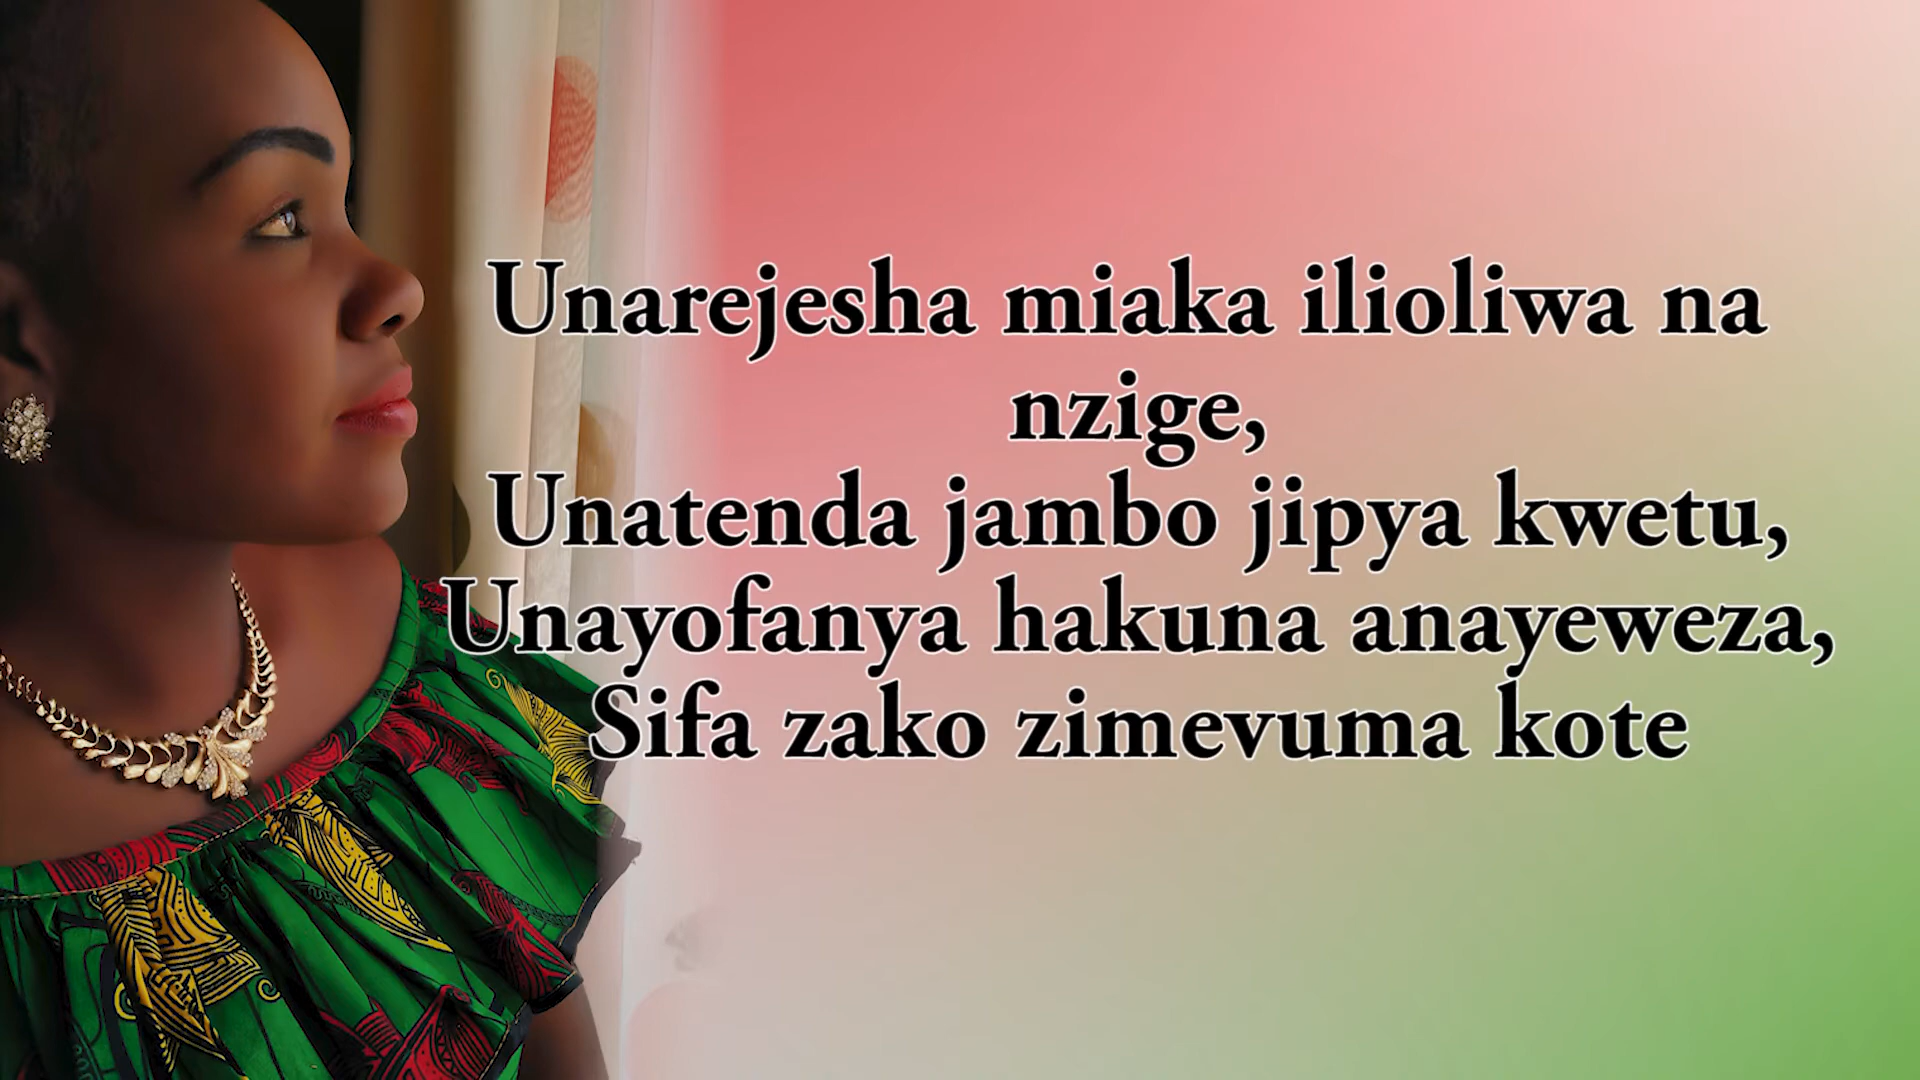 Unarejesha miaka ilioliwa na
nzige,
Unatenda jambo jipya kwetu,
Unayofanya hakuna anayeweza,
Sifa zako zimevuma kote